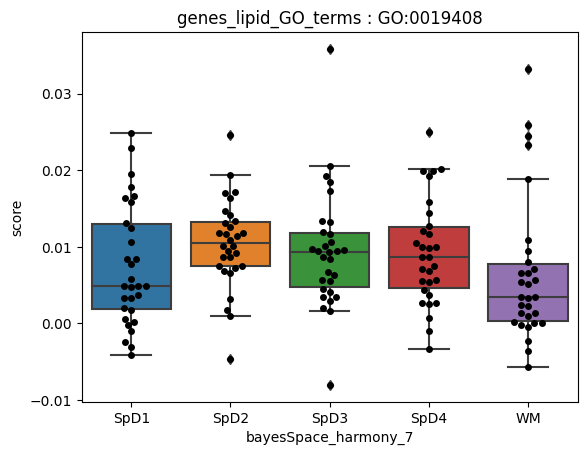 genes_lipid_GO_terms : GO:0019408
score
0.03
0.02
0.01
0.00
−0.01
SpD1 SpD2 SpD3 SpD4 WM
bayesSpace_harmony_7